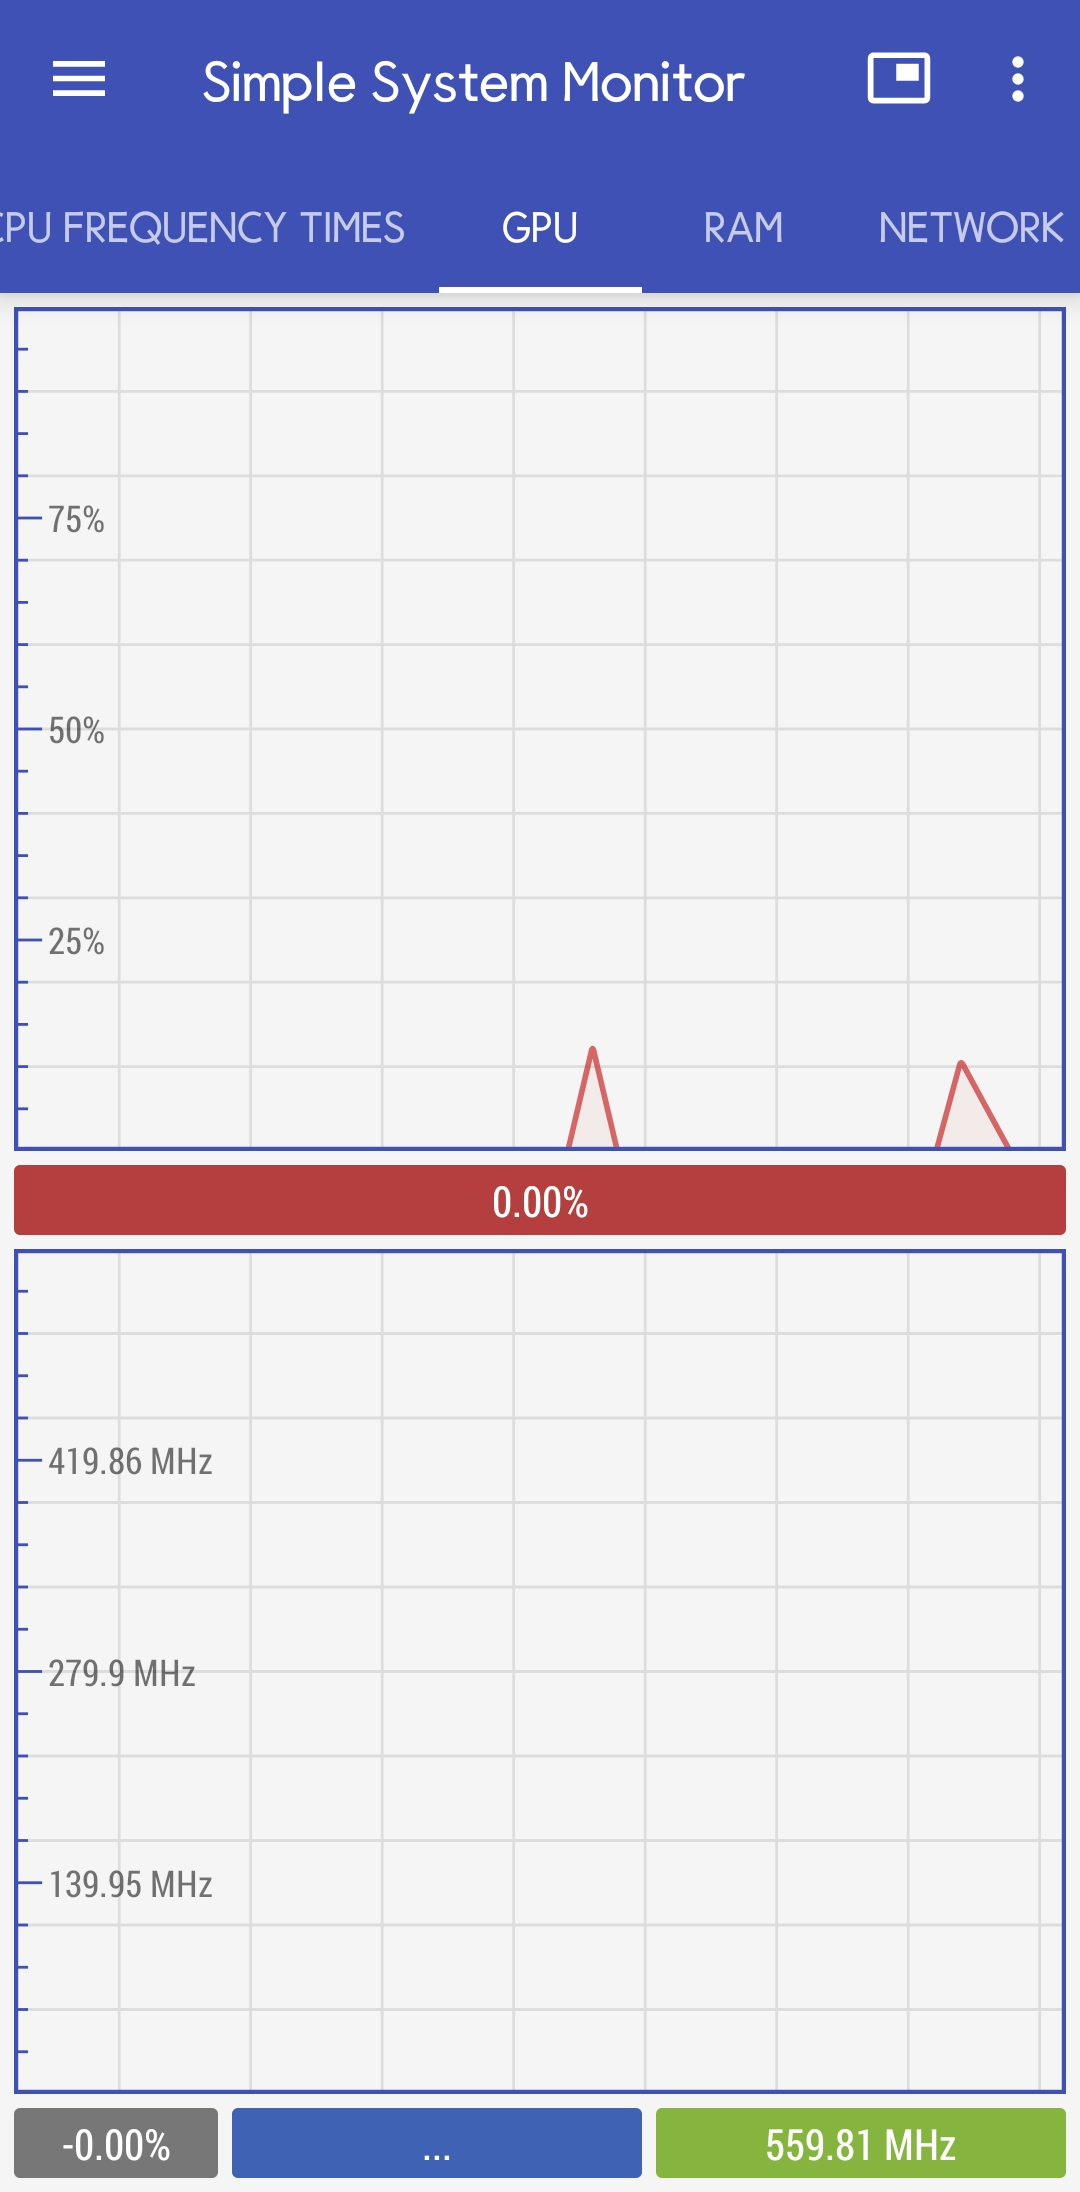 Simple System Monitor
CPU FREQUENCY TIMES GPU RAM NETWORK
75%
50%
25%
0.00%
419.86 MHz
279.9 MHz
139.95 MHz
-0.00% ... 559.81 MHz